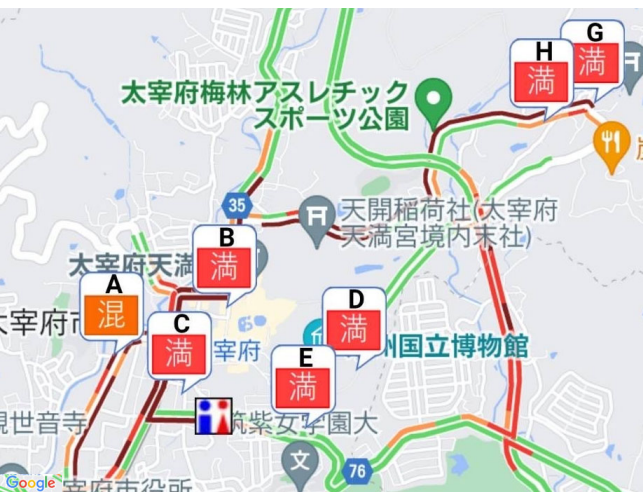 G
満
H
満
太宰府梅林アスレチック
スポーツ公園
35
天開稲荷社(太宰府
天満宮境内末社)
B
満
太宰府天満
A
混
太宰府市
D
満
C
満
宰府
州国立博物館
E
満
観世音寺
筑紫女学園大
文
76
Google
宰府市役所